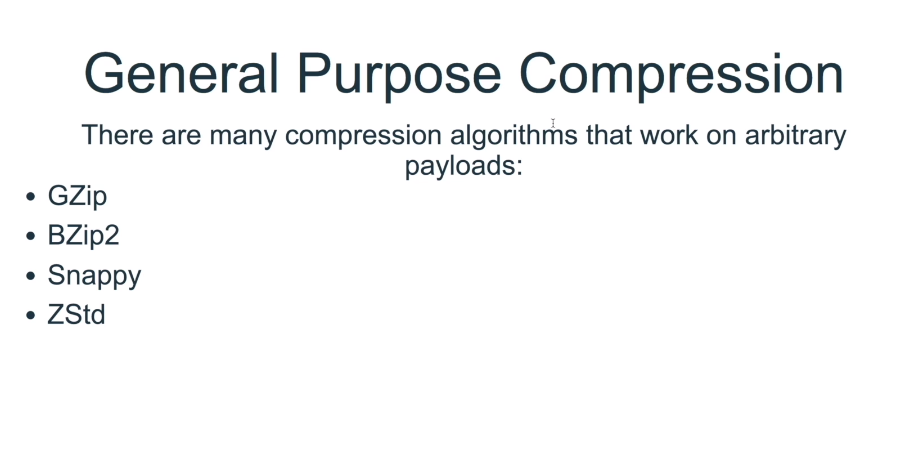 General Purpose Compression
There are many compression algorithms that work on arbitrary
payloads:
• GZip
• BZip2
• Snappy
• ZStd